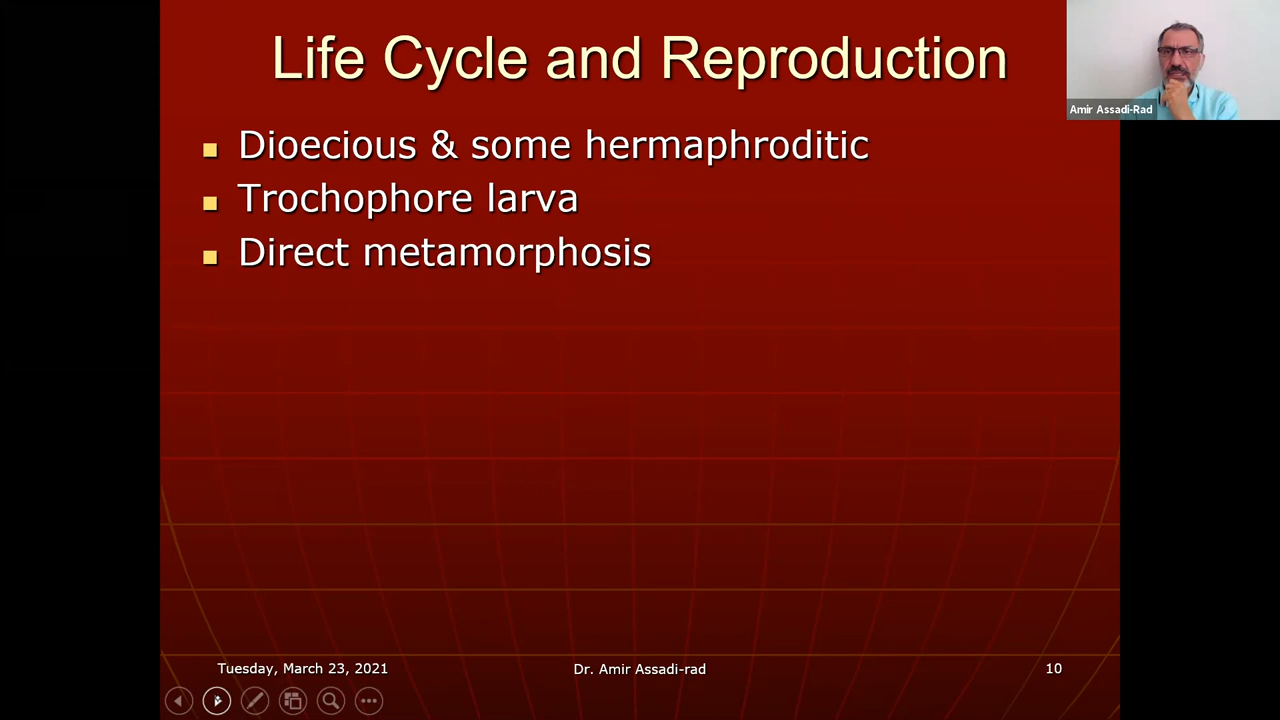 Life Cycle and Reproduction
Amir Assadi-Rad
Dioecious & some hermaphroditic
Trochophore larva
Direct metamorphosis
Tuesday, March 23, 2021
Dr. Amir Assadi-rad
10